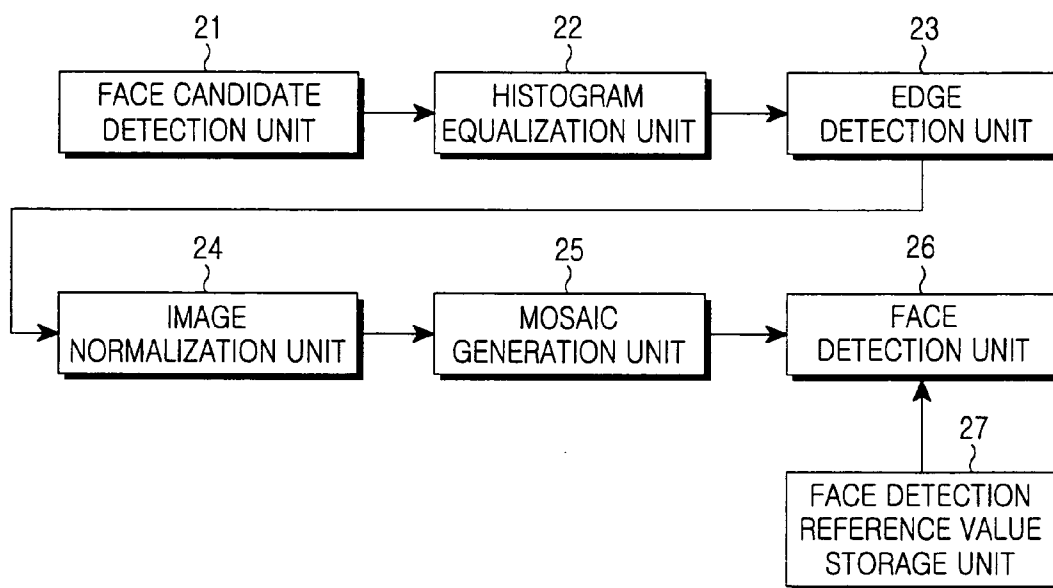 21
FACE CANDIDATE
DETECTION UNIT
22
HISTOGRAM
EQUALIZATION UNIT
23
EDGE
DETECTION UNIT
24
IMAGE
NORMALIZATION UNIT
25
MOSAIC
GENERATION UNIT
26
FACE
DETECTION UNIT
27
FACE DETECTION
REFERENCE VALUE
STORAGE UNIT